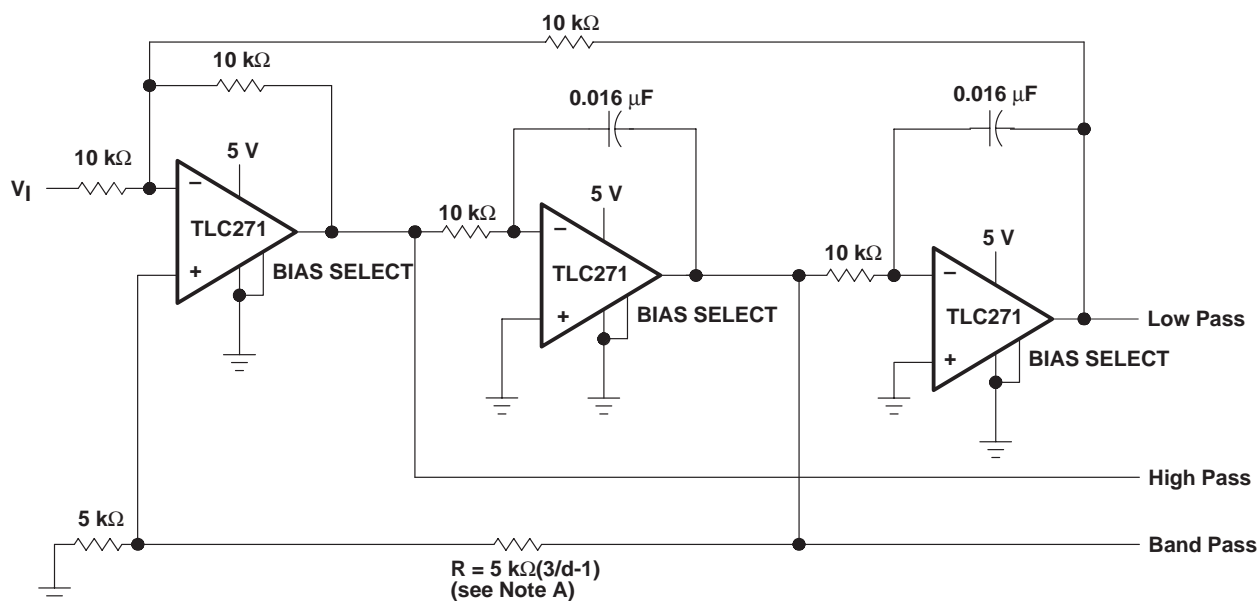 10 kΩ
10 kΩ
0.016 μF
0.016 μF
10 kΩ
5 V
V_I
–
TLC271
+
BIAS SELECT
10 kΩ
5 V
–
TLC271
+
BIAS SELECT
10 kΩ
5 V
–
TLC271
+
BIAS SELECT
Low Pass
High Pass
5 kΩ
Band Pass
R = 5 kΩ(3/d-1)
(see Note A)